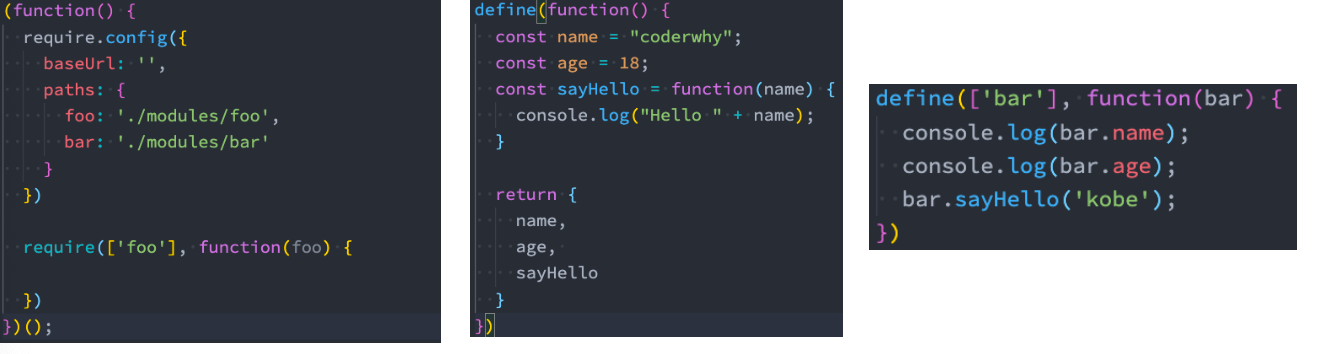 (function() {
  require.config({
    baseUrl: '',
    paths: {
      foo: './modules/foo',
      bar: './modules/bar'
    }
  })

  require(['foo'], function(foo) {

  })
})();
define(function() {
  const name = "coderwhy";
  const age = 18;
  const sayHello = function(name) {
    console.log("Hello " + name);
  }

  return {
    name,
    age,
    sayHello
  }
})
define(['bar'], function(bar) {
  console.log(bar.name);
  console.log(bar.age);
  bar.sayHello('kobe');
})